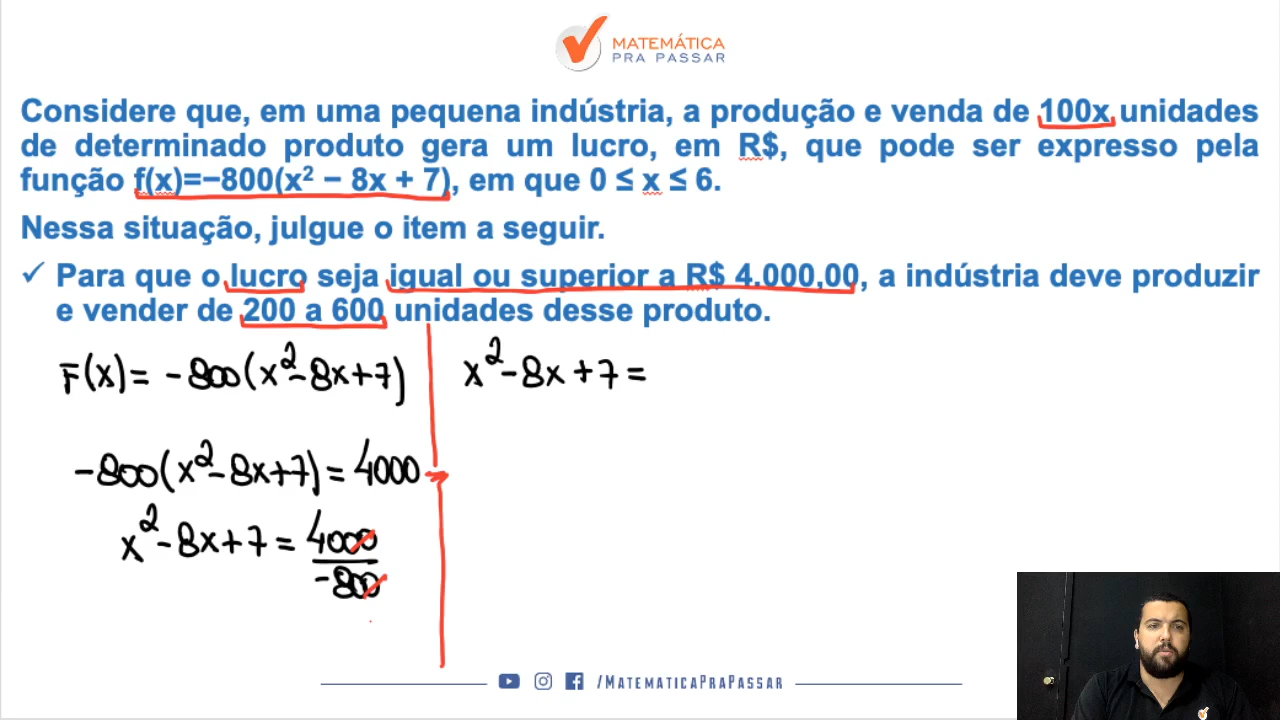 MATEMÁTICA
PRA PASSAR
Considere que, em uma pequena indústria, a produção e venda de 100x unidades
de determinado produto gera um lucro, em R$, que pode ser expresso pela
função f(x)=−800(x² − 8x + 7), em que 0 ≤ x ≤ 6.
Nessa situação, julgue o item a seguir.
✓ Para que o lucro seja igual ou superior a R$ 4.000,00, a indústria deve produzir
e vender de 200 a 600 unidades desse produto.
F(x) = -800(x²-8x+7)
-800(x²-8x+7) = 4000
x²-8x+7 = 4000/-800
x²-8x+7=
/MATEMATICAPRAPASSAR